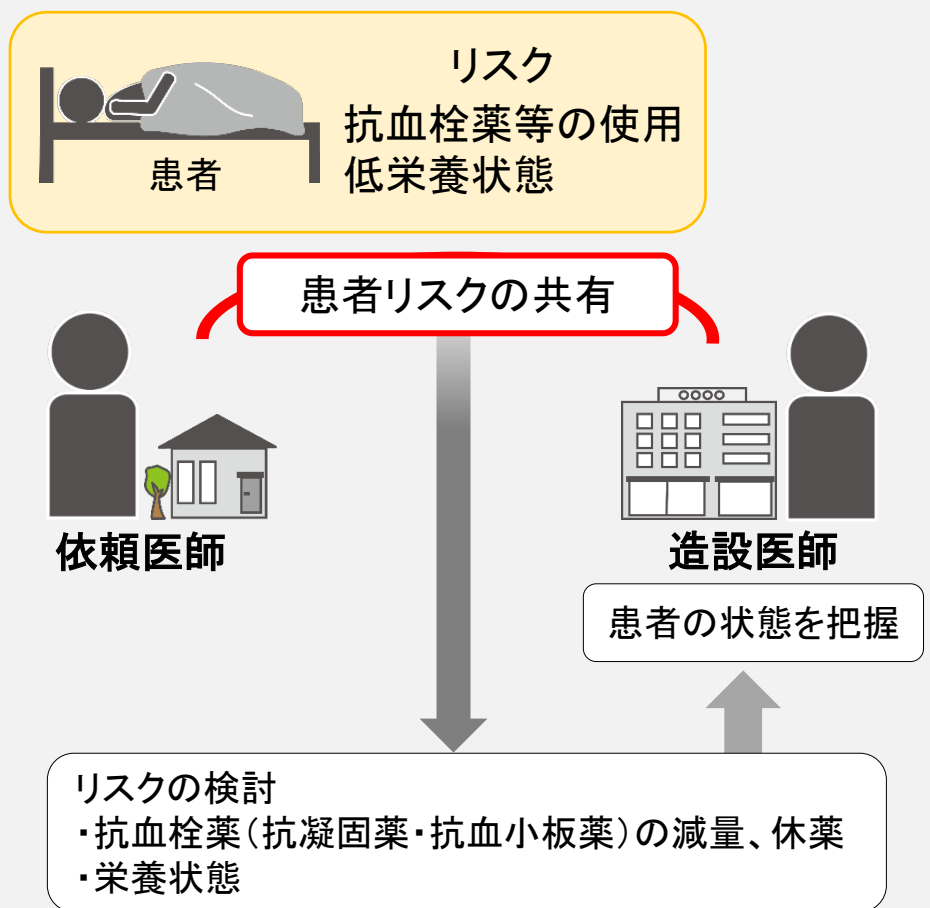 リスク
抗血栓薬等の使用
低栄養状態
患者
患者リスクの共有
依頼医師
造設医師
患者の状態を把握
リスクの検討
・抗血栓薬(抗凝固薬・抗血小板薬)の減量、休薬
・栄養状態